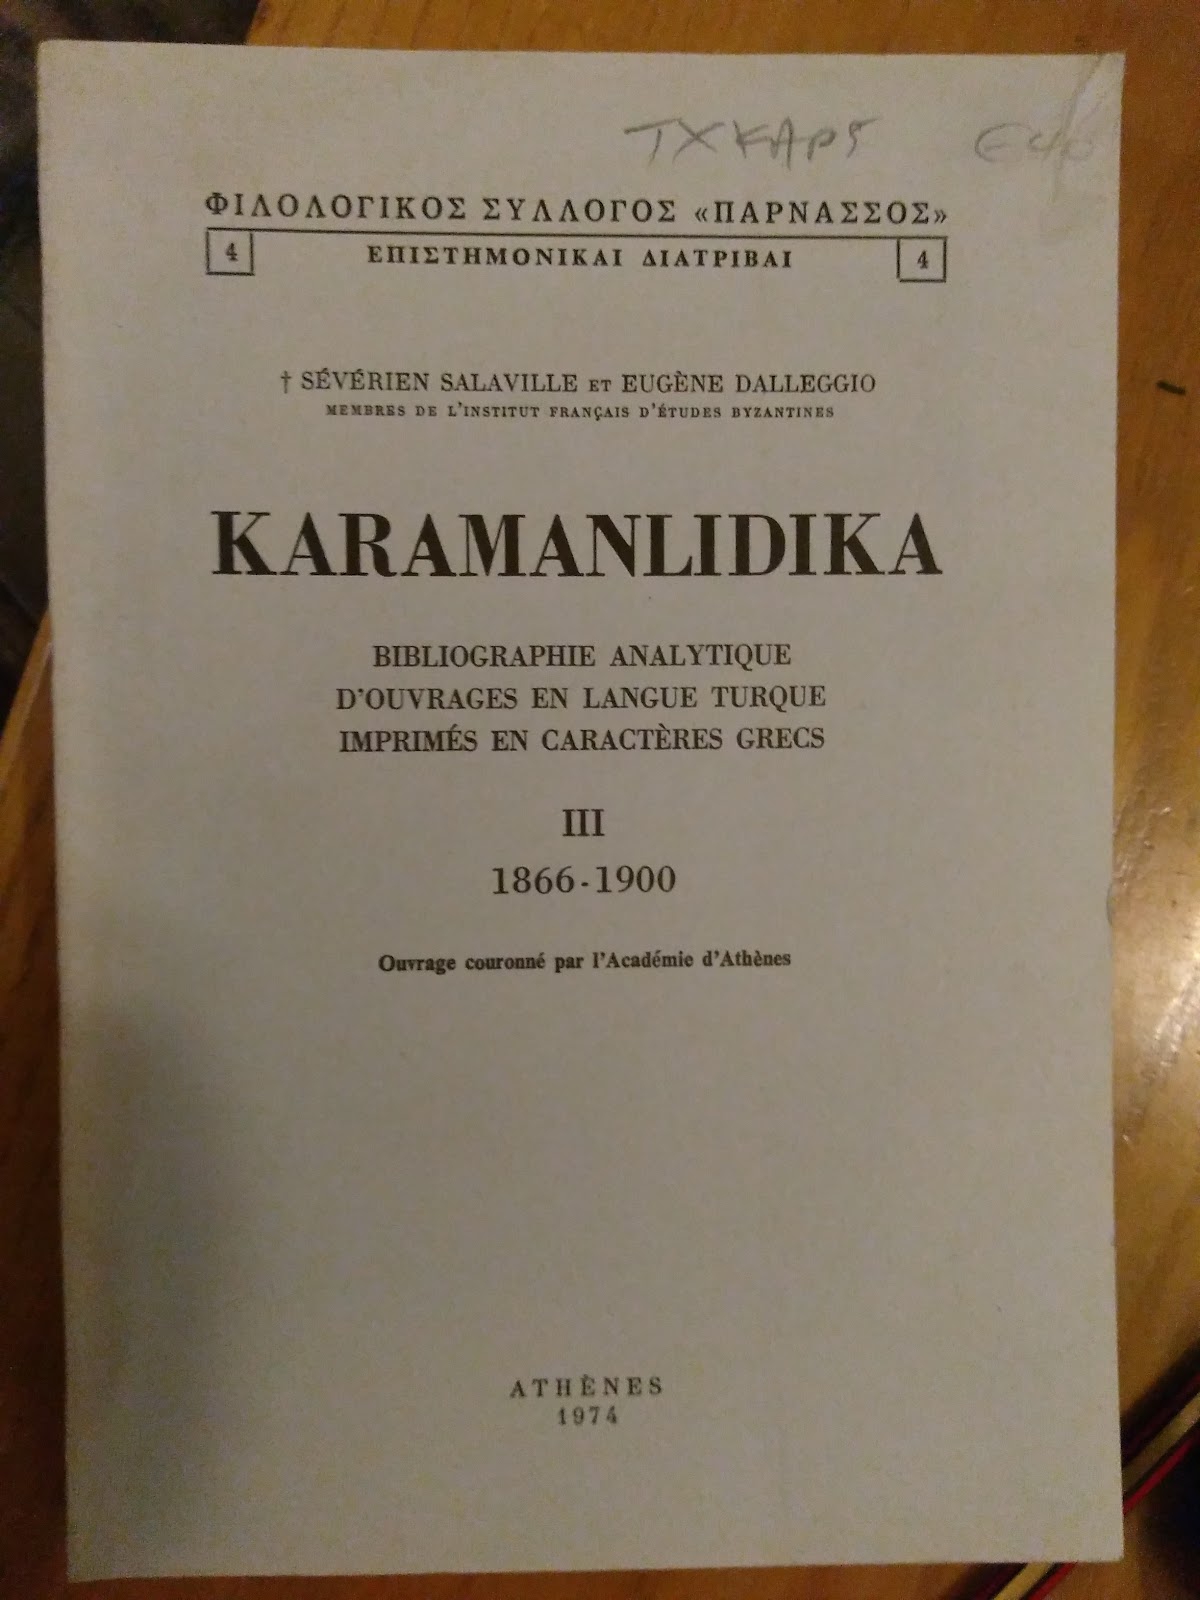 ΤΧΚΑΡ5
ΦΙΛΟΛΟΓΙΚΟΣ ΣΥΛΛΟΓΟΣ «ΠΑΡΝΑΣΣΟΣ»
4 ΕΠΙΣΤΗΜΟΝΙΚΑΙ ΔΙΑΤΡΙΒΑΙ 4
† SÉVÉRIEN SALAVILLE ET EUGÈNE DALLEGGIO
MEMBRES DE L'INSTITUT FRANÇAIS D'ÉTUDES BYZANTINES
KARAMANLIDIKA
BIBLIOGRAPHIE ANALYTIQUE
D'OUVRAGES EN LANGUE TURQUE
IMPRIMÉS EN CARACTÈRES GRECS
III
1866-1900
Ouvrage couronné par l'Académie d'Athènes
ATHÈNES
1974